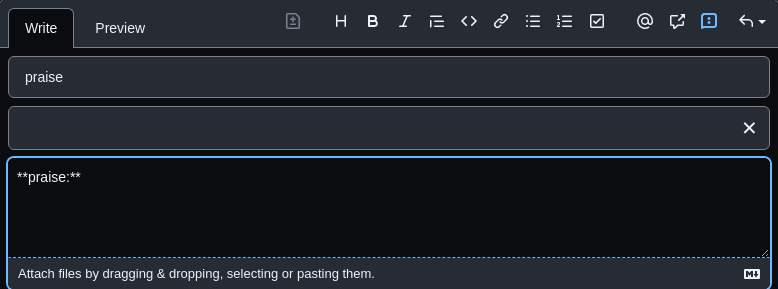 Write Preview
praise
**praise:**
Attach files by dragging & dropping, selecting or pasting them.